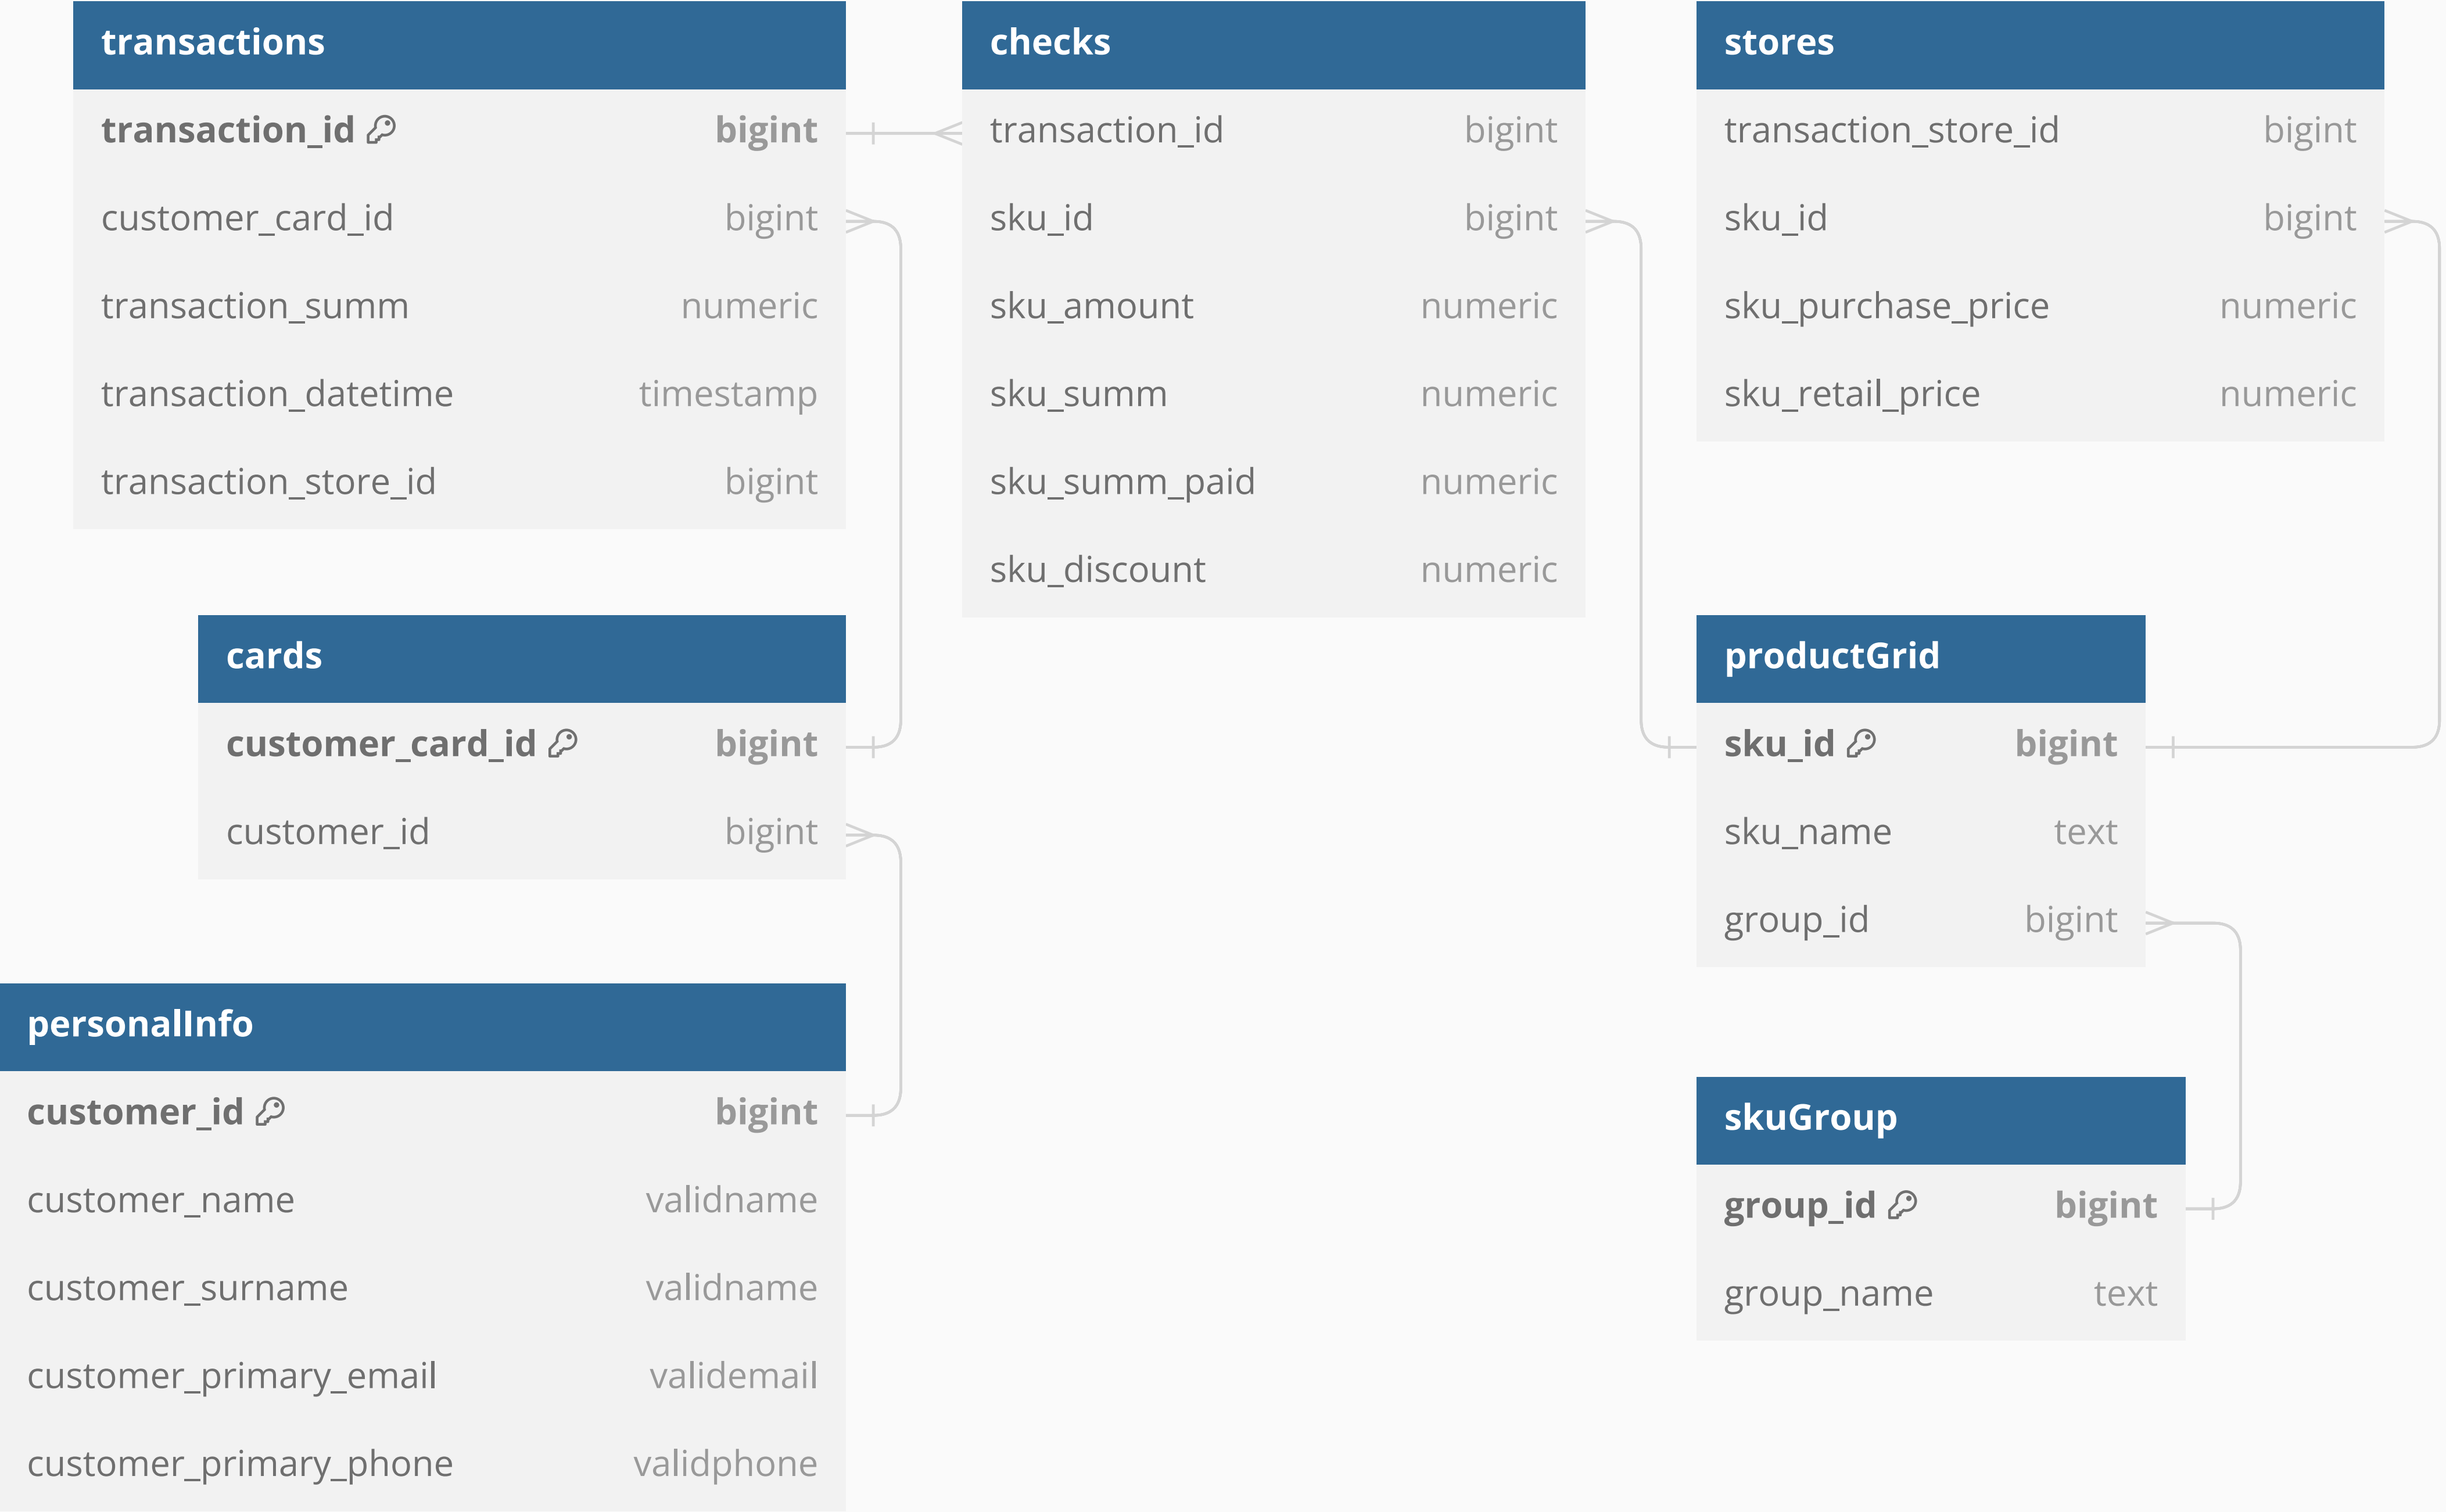 transactions
transaction_id bigint
customer_card_id bigint
transaction_summ numeric
transaction_datetime timestamp
transaction_store_id bigint
checks
transaction_id bigint
sku_id bigint
sku_amount numeric
sku_summ numeric
sku_summ_paid numeric
sku_discount numeric
stores
transaction_store_id bigint
sku_id bigint
sku_purchase_price numeric
sku_retail_price numeric
cards
customer_card_id bigint
customer_id bigint
productGrid
sku_id bigint
sku_name text
group_id bigint
personalInfo
customer_id bigint
customer_name validname
customer_surname validname
customer_primary_email validemail
customer_primary_phone validphone
skuGroup
group_id bigint
group_name text